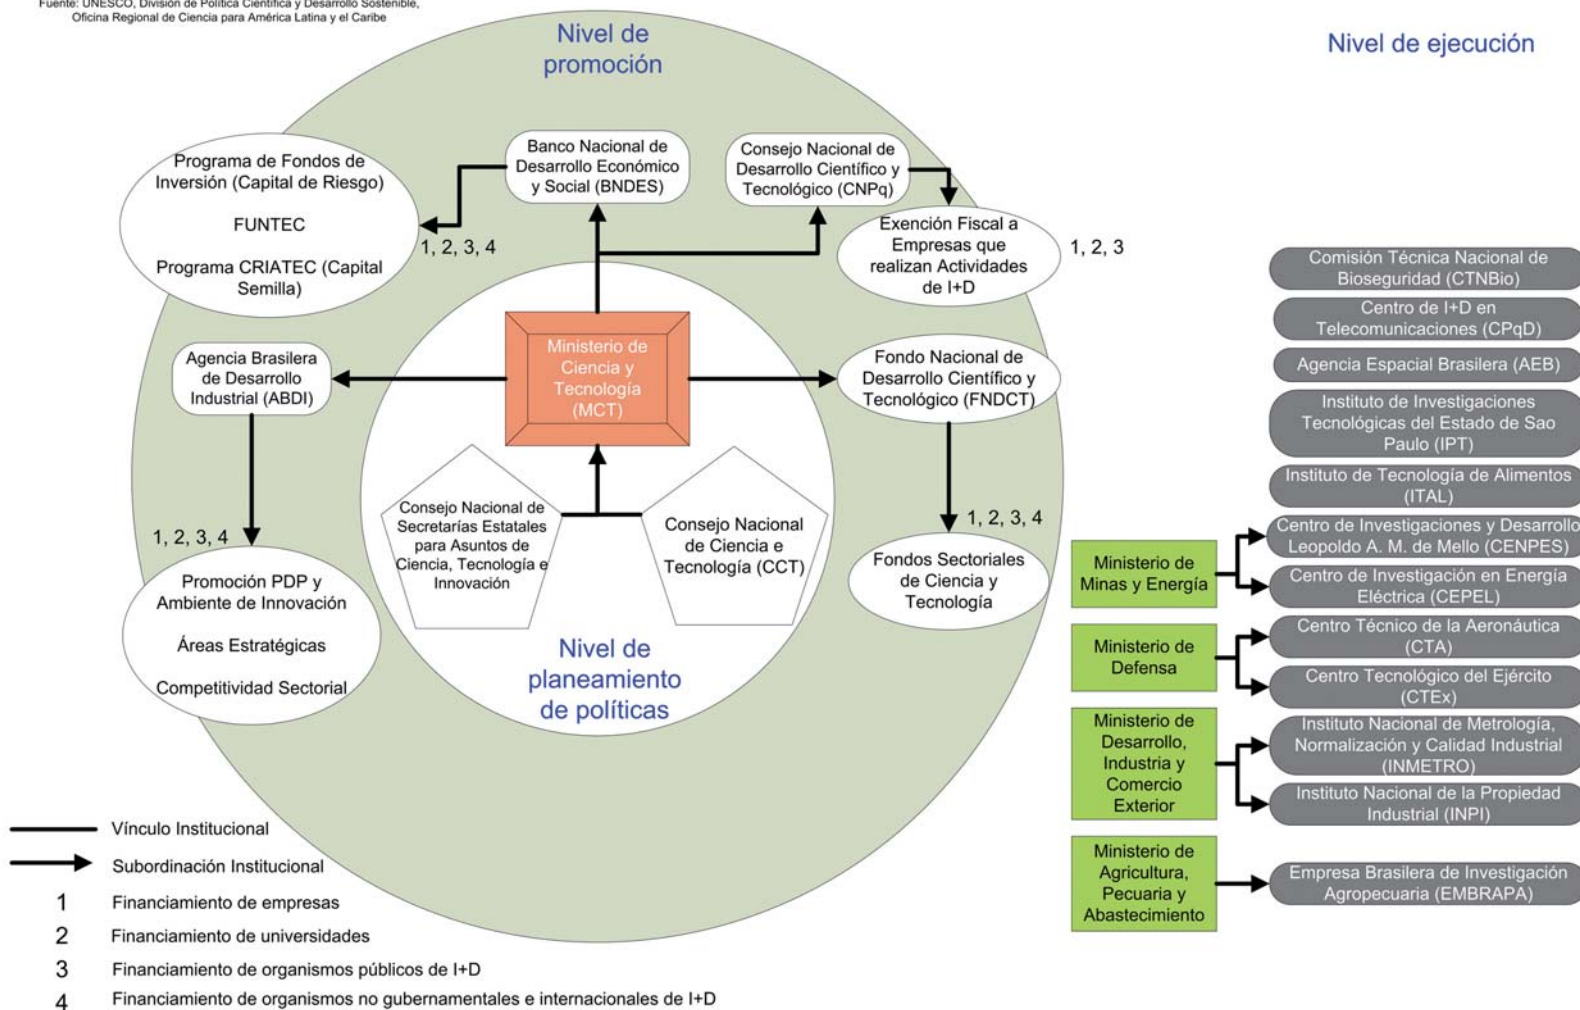 Fuente: UNESCO, División de Política Científica y Desarrollo Sostenible,
Oficina Regional de Ciencia para América Latina y el Caribe
Nivel de
promoción
Nivel de ejecución
Programa de Fondos de
Inversión (Capital de Riesgo)
FUNTEC
Programa CRIATEC (Capital
Semilla)
1, 2, 3, 4
Banco Nacional de
Desarrollo Económico
y Social (BNDES)
Consejo Nacional de
Desarrollo Científico y
Tecnológico (CNPq)
Exención Fiscal a
Empresas que
realizan Actividades
de I+D
1, 2, 3
Agencia Brasilera
de Desarrollo
Industrial (ABDI)
Ministerio de
Ciencia y
Tecnología
(MCT)
Fondo Nacional de
Desarrollo Científico y
Tecnológico (FNDCT)
1, 2, 3, 4
Promoción PDP y
Ambiente de Innovación
Áreas Estratégicas
Competitividad Sectorial
Consejo Nacional de
Secretarías Estatales
para Asuntos de
Ciencia, Tecnología e
Innovación
Consejo Nacional
de Ciencia e
Tecnología (CCT)
1, 2, 3, 4
Fondos Sectoriales
de Ciencia y
Tecnología
Nivel de
planeamiento
de políticas
Comisión Técnica Nacional de
Bioseguridad (CTNBio)
Centro de I+D en
Telecomunicaciones (CPqD)
Agencia Espacial Brasilera (AEB)
Instituto de Investigaciones
Tecnológicas del Estado de Sao
Paulo (IPT)
Instituto de Tecnología de Alimentos
(ITAL)
Ministerio de
Minas y Energía
Centro de Investigaciones y Desarrollo
Leopoldo A. M. de Mello (CENPES)
Centro de Investigación en Energía
Eléctrica (CEPEL)
Ministerio de
Defensa
Centro Técnico de la Aeronáutica
(CTA)
Centro Tecnológico del Ejército
(CTEx)
Ministerio de
Desarrollo,
Industria y
Comercio
Exterior
Instituto Nacional de Metrología,
Normalización y Calidad Industrial
(INMETRO)
Instituto Nacional de la Propiedad
Industrial (INPI)
Ministerio de
Agricultura,
Pecuaria y
Abastecimiento
Empresa Brasilera de Investigación
Agropecuaria (EMBRAPA)
Vínculo Institucional
Subordinación Institucional
1 Financiamiento de empresas
2 Financiamiento de universidades
3 Financiamiento de organismos públicos de I+D
4 Financiamiento de organismos no gubernamentales e internacionales de I+D